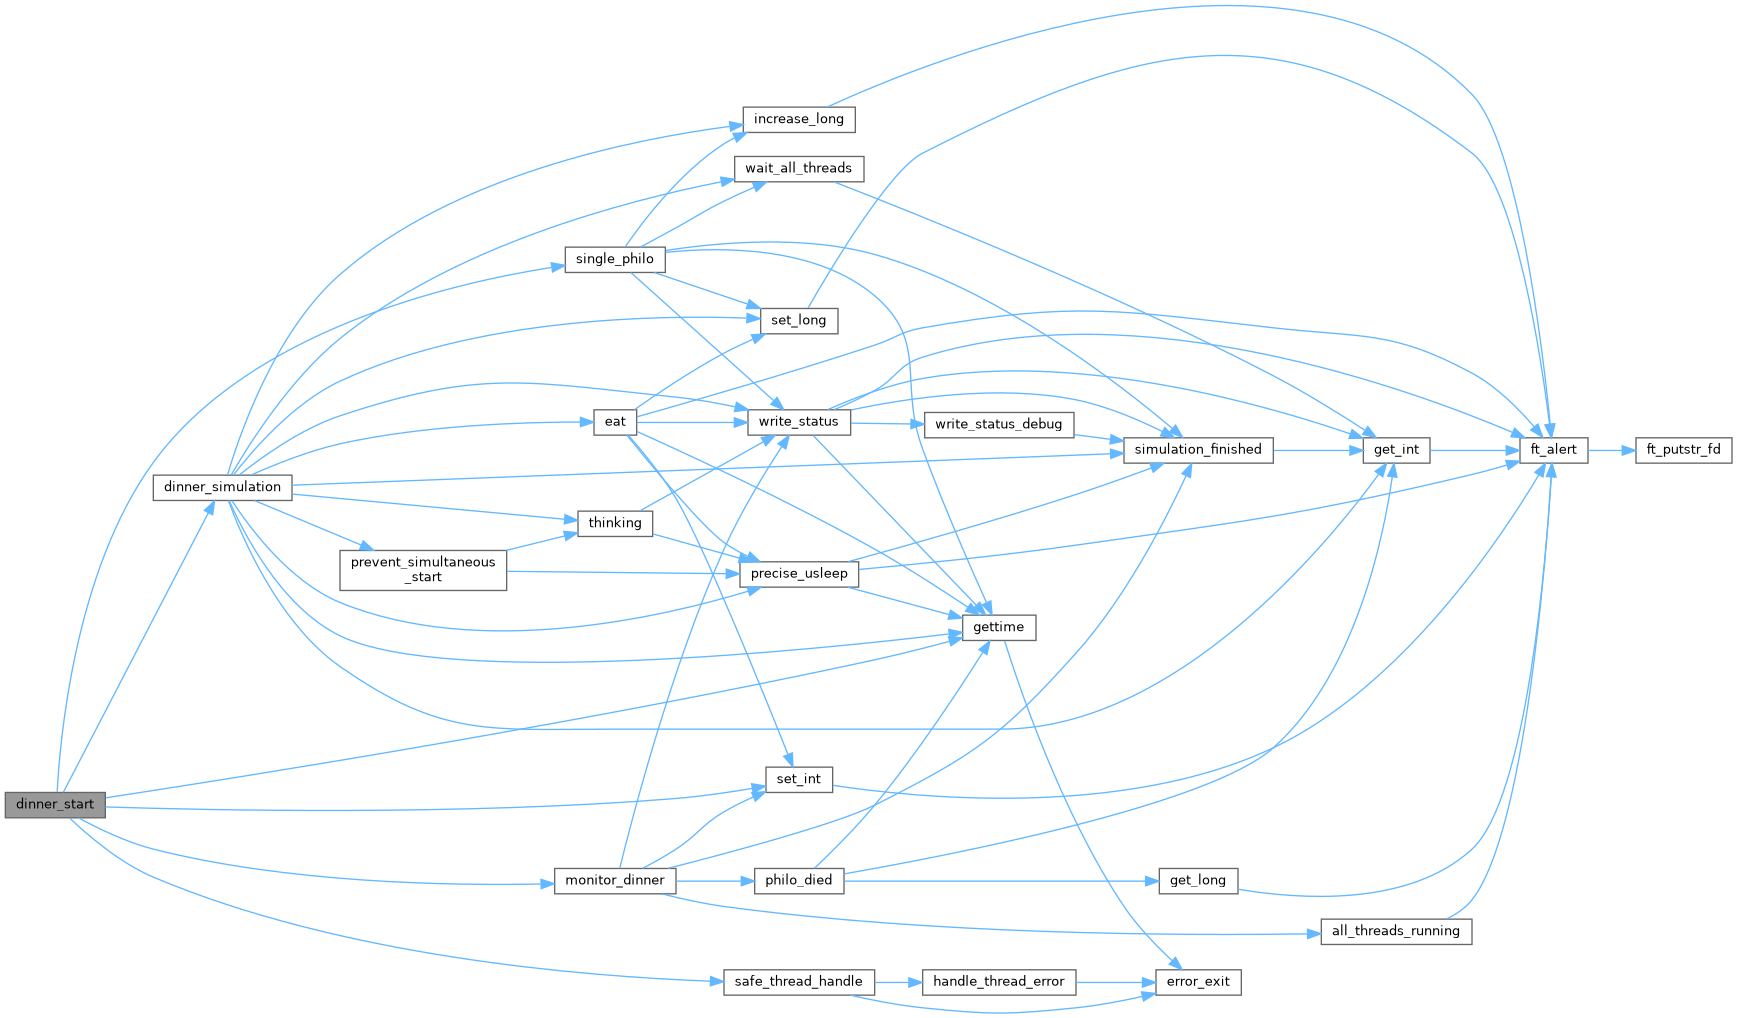 increase_long
wait_all_threads
single_philo
set_long
eat
write_status
write_status_debug
simulation_finished
get_int
ft_alert
ft_putstr_fd
dinner_simulation
thinking
prevent_simultaneous
_start
precise_usleep
gettime
set_int
dinner_start
monitor_dinner
philo_died
get_long
all_threads_running
safe_thread_handle
handle_thread_error
error_exit